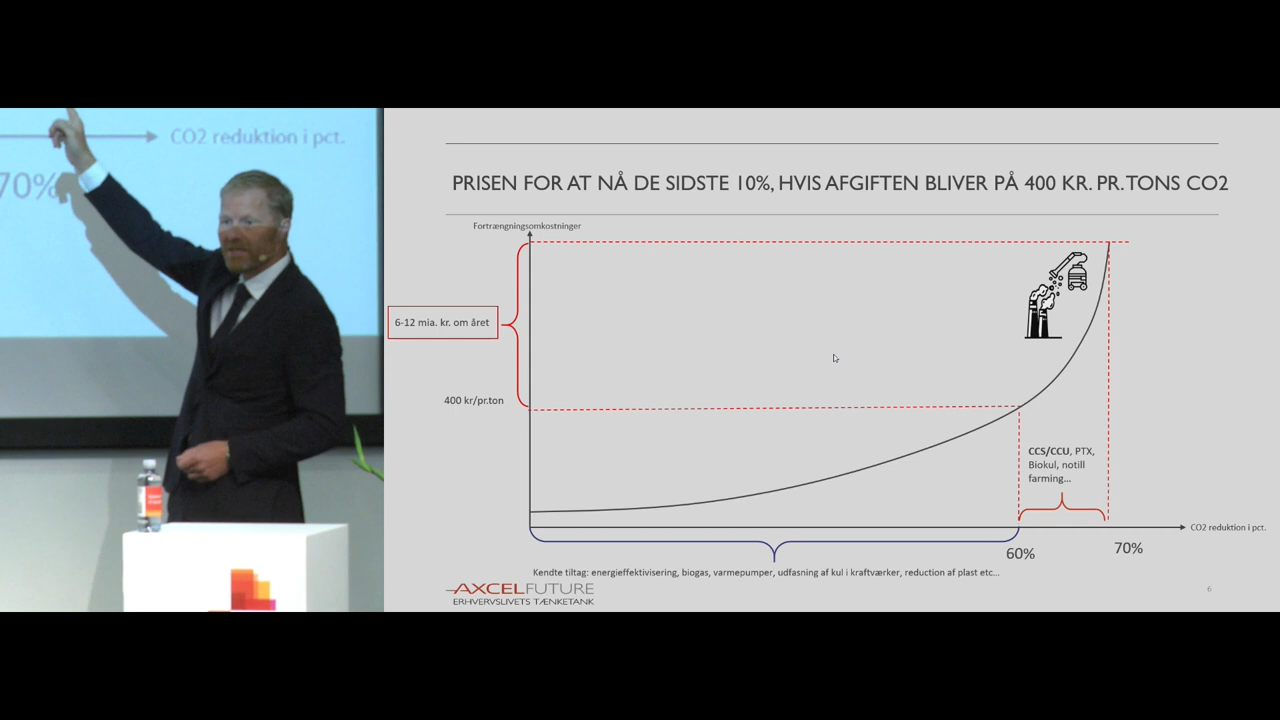 CO2 reduktion i pct.
70%
PRISEN FOR AT NÅ DE SIDSTE 10%, HVIS AFGIFTEN BLIVER PÅ 400 KR. PR. TONS CO2
Fortrængningsomkostninger
6-12 mia. kr. om året
400 kr/pr.ton
CCS/CCU, PTX,
Biokul, notill
farming...
CO2 reduktion i pct.
60%
70%
Kendte tiltag: energieffektivisering, biogas, varmepumper, udfasning af kul i kraftværker, reduction af plast etc...
AXCELFUTURE
ERHVERVSLIVETS TÆNKETANK
6